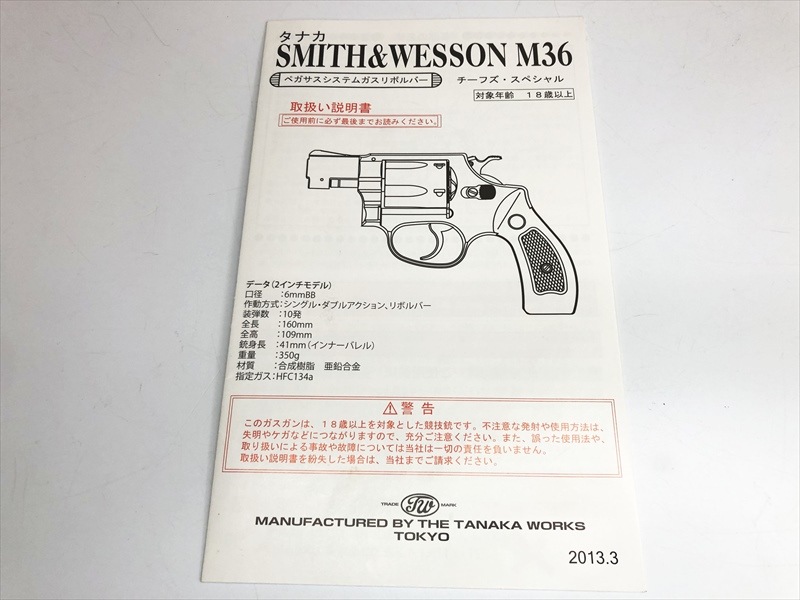 タナカ
SMITH&WESSON M36
ペガサスシステムガスリボルバー チーフズ・スペシャル
対象年齢 18歳以上
取扱い説明書
ご使用前に必ず最後までお読みください。
データ(2インチモデル)
口径 :6mmBB
作動方式:シングル・ダブルアクション、リボルバー
装弾数 :10発
全長 :160mm
全高 :109mm
銃身長 :41mm(インナーバレル)
重量 :350g
材質 :合成樹脂 亜鉛合金
指定ガス:HFC134a
⚠警告
このガスガンは、18歳以上を対象とした競技銃です。不注意な発射や使用方法は、
失明やケガなどにつながりますので、充分ご注意ください。また、誤った使用法や、
取り扱いによる事故や故障については当社は一切の責任を負いません。
取扱い説明書を紛失した場合は、当社までご請求ください。
TRADE TW MARK
MANUFACTURED BY THE TANAKA WORKS
TOKYO
2013.3